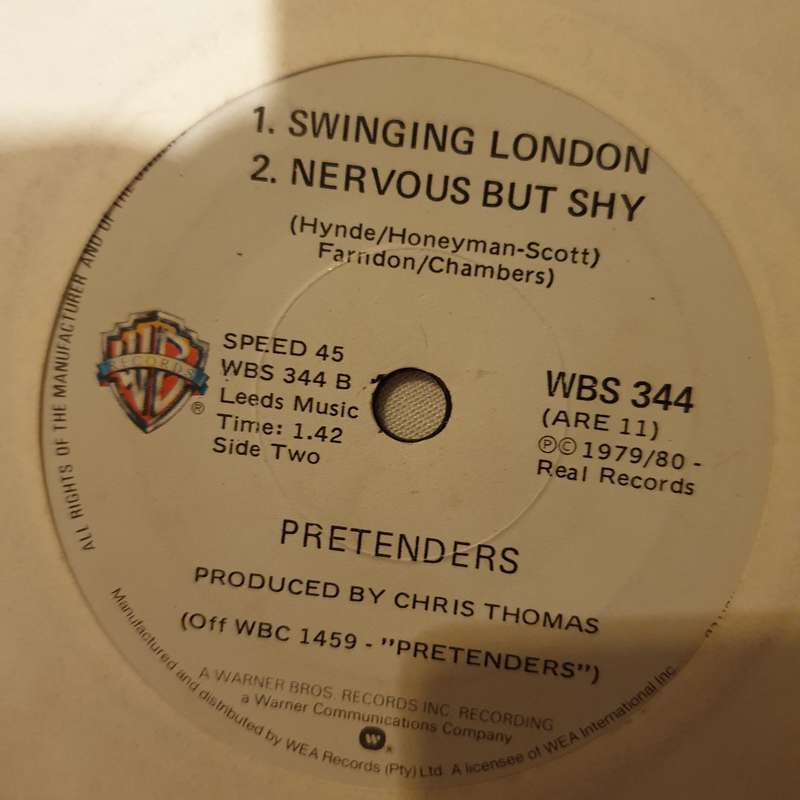 1. SWINGING LONDON
2. NERVOUS BUT SHY
(Hynde/Honeyman-Scott)
Farndon/Chambers)
WB
RECORDS
®
SPEED 45
WBS 344 B
Leeds Music
Time: 1.42
Side Two
WBS 344
(ARE 11)
Ⓟ© 1979/80 -
Real Records
PRETENDERS
PRODUCED BY CHRIS THOMAS
(Off WBC 1459 - "PRETENDERS")
A WARNER BROS. RECORDS INC. RECORDING
a Warner Communications Company
ALL RIGHTS OF THE MANUFACTURER AND OF THE
Manufactured and distributed by WEA Records (Pty) Ltd. A licensee of WEA International Inc.